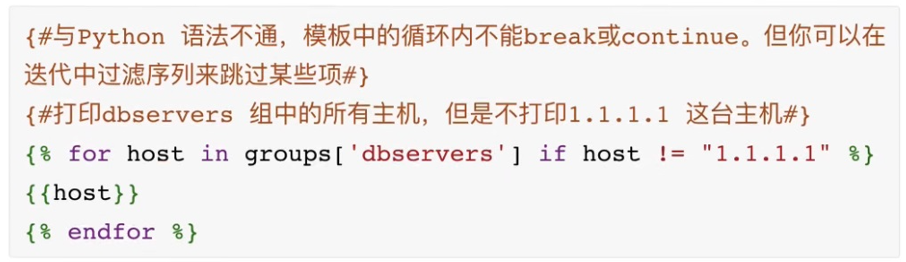 {#与Python 语法不通，模板中的循环内不能break或continue。但你可以在
迭代中过滤序列来跳过某些项#}
{#打印dbservers 组中的所有主机，但是不打印1.1.1.1 这台主机#}
{% for host in groups['dbservers'] if host != "1.1.1.1" %}
{{host}}
{% endfor %}